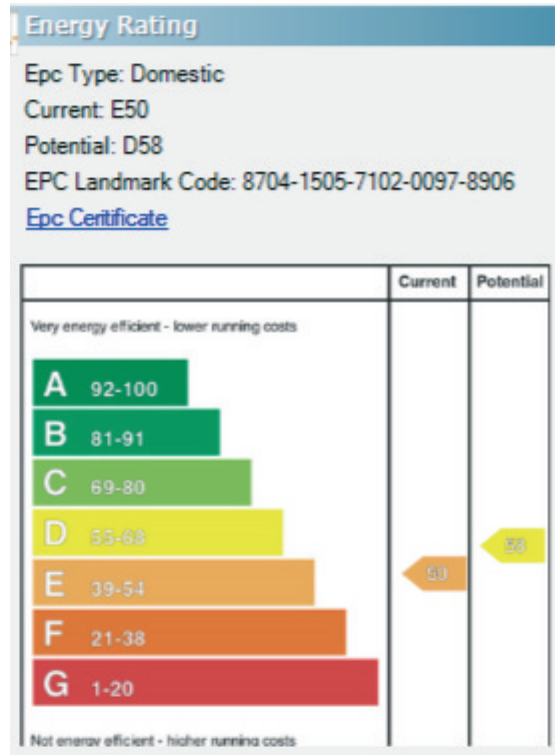 Energy Rating
Epc Type: Domestic
Current: E50
Potential: D58
EPC Landmark Code: 8704-1505-7102-0097-8906
Epc Ceritificate
Current Potential
Very energy efficient - lower running costs
A 92-100
B 81-91
C 69-80
D 55-68
58
E 39-54
50
F 21-38
G 1-20
Not energy efficient - higher running costs